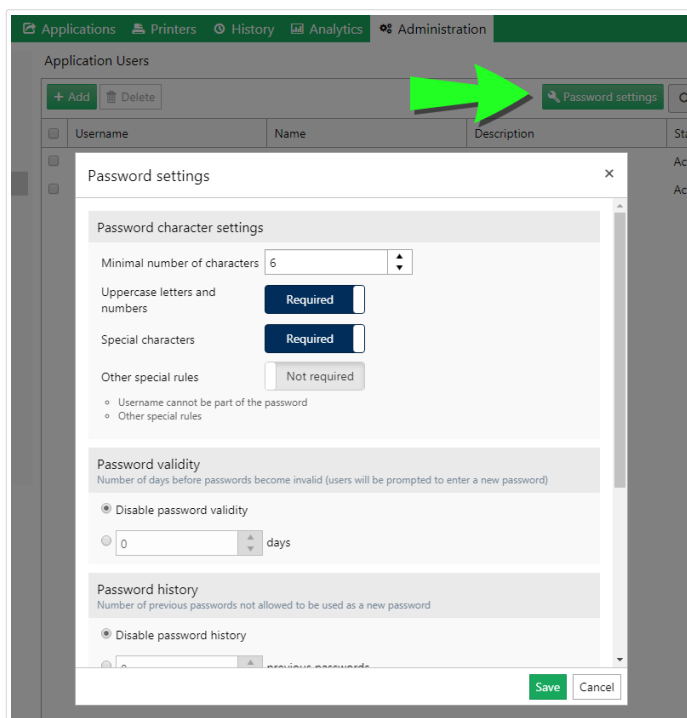 Applications Printers History Analytics Administration
Application Users
Add Delete Password settings
Username Name Description Sta
Ac
Ac
Password settings ×
Password character settings
Minimal number of characters 6
Uppercase letters and
numbers
Required
Special characters Required
Other special rules Not required
Username cannot be part of the password
Other special rules
Password validity
Number of days before passwords become invalid (users will be prompted to enter a new password)
Disable password validity
0 days
Password history
Number of previous passwords not allowed to be used as a new password
Disable password history
0 previous passwords
Save Cancel